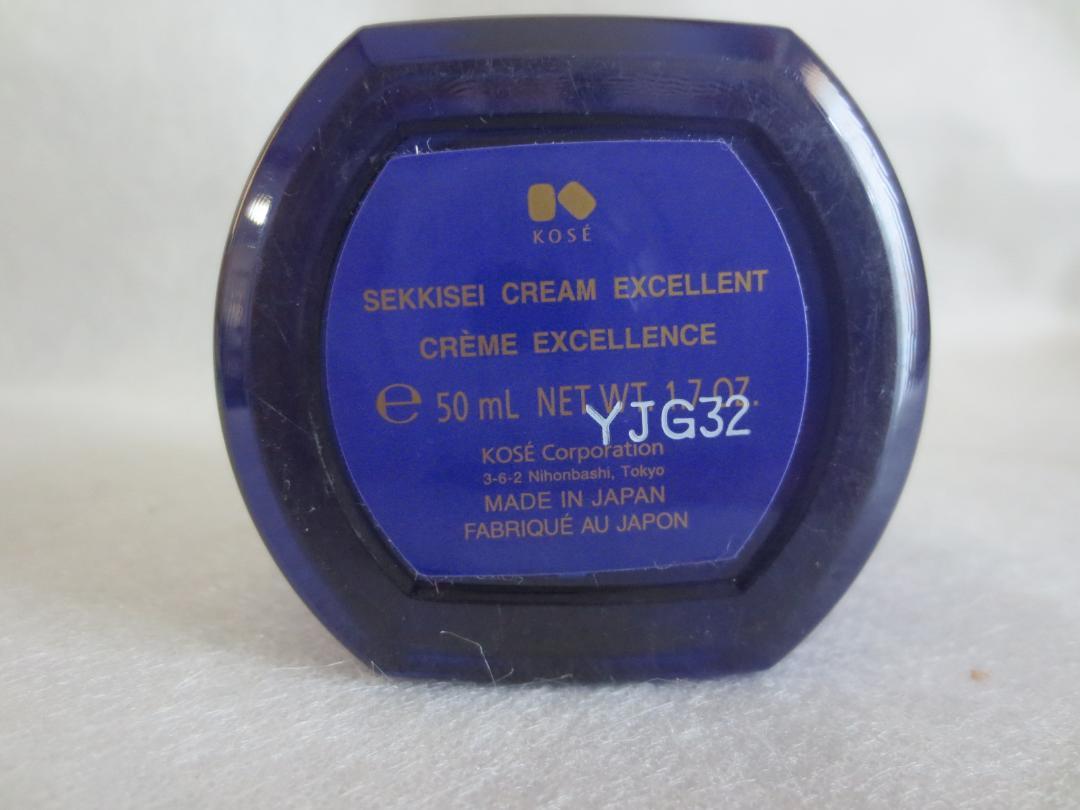 KOSÉ
SEKKISEI CREAM EXCELLENT
CRÈME EXCELLENCE
℮ 50 mL NET WT. 1.7 OZ.
YJG32
KOSÉ Corporation
3-6-2 Nihonbashi, Tokyo
MADE IN JAPAN
FABRIQUÉ AU JAPON